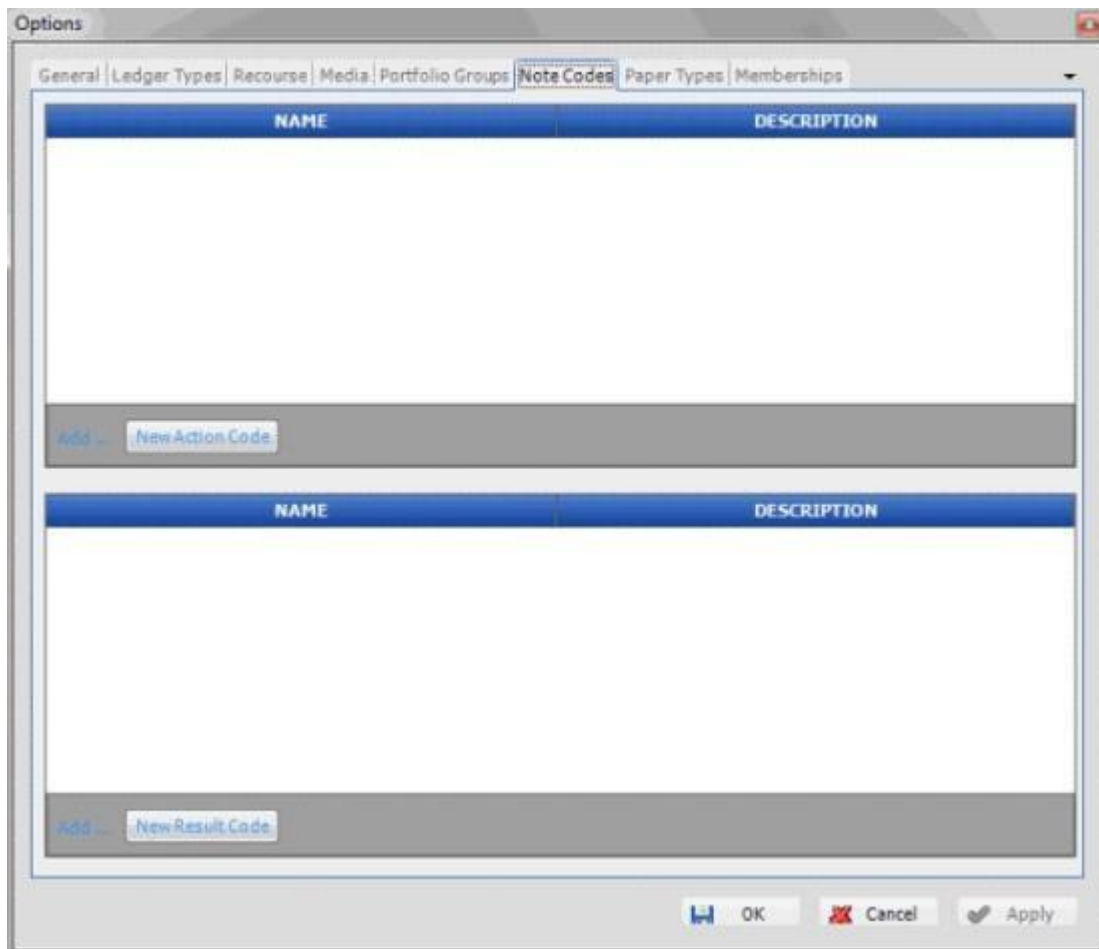 Options
General Ledger Types Recourse Media Portfolio Groups Note Codes Paper Types Memberships
NAME DESCRIPTION
Add ... New Action Code
NAME DESCRIPTION
Add ... New Result Code
OK Cancel Apply